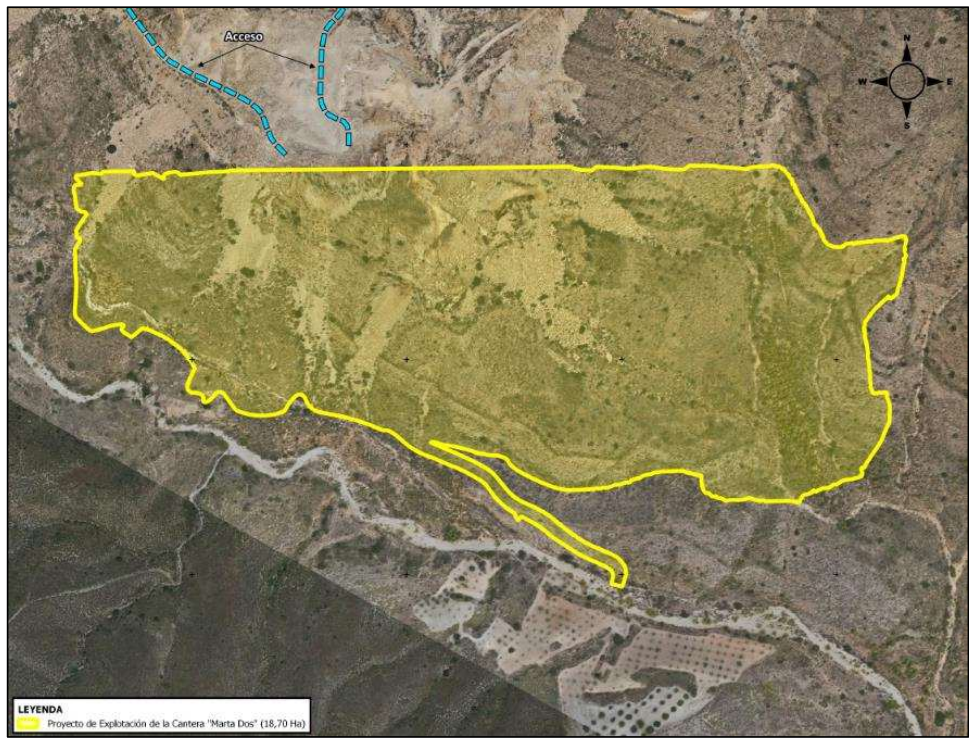 Acceso
N
W E
S
LEYENDA
Proyecto de Explotación de la Cantera "Marta Dos" (18,70 Ha)